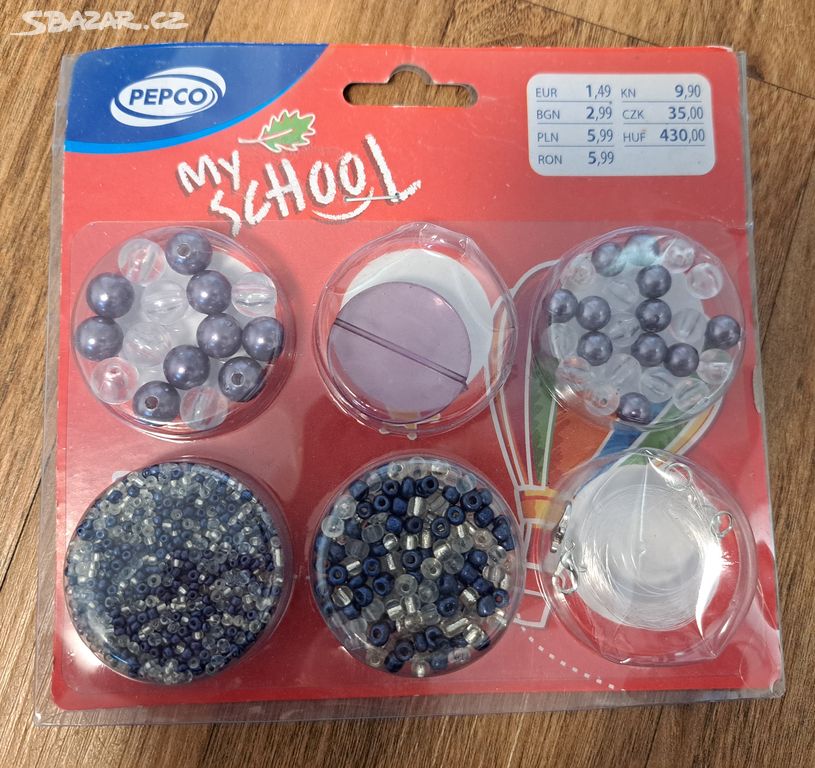 SBAZAR.CZ
PEPCO
MY
SCHOOL
EUR 1,49 KN 9,90
BGN 2,99 CZK 35,00
PLN 5,99 HUF 430,00
RON 5,99